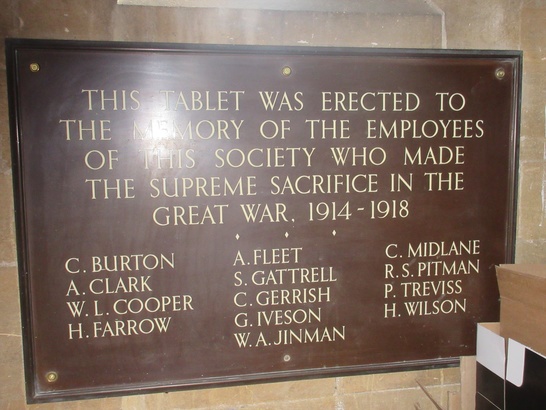 THIS TABLET WAS ERECTED TO
THE MEMORY OF THE EMPLOYEES
OF THIS SOCIETY WHO MADE
THE SUPREME SACRIFICE IN THE
GREAT WAR, 1914-1918
C. BURTON
A. CLARK
W. L. COOPER
H. FARROW
A. FLEET
S. GATTRELL
C. GERRISH
G. IVESON
W. A. JINMAN
C. MIDLANE
R. S. PITMAN
P. TREVISS
H. WILSON